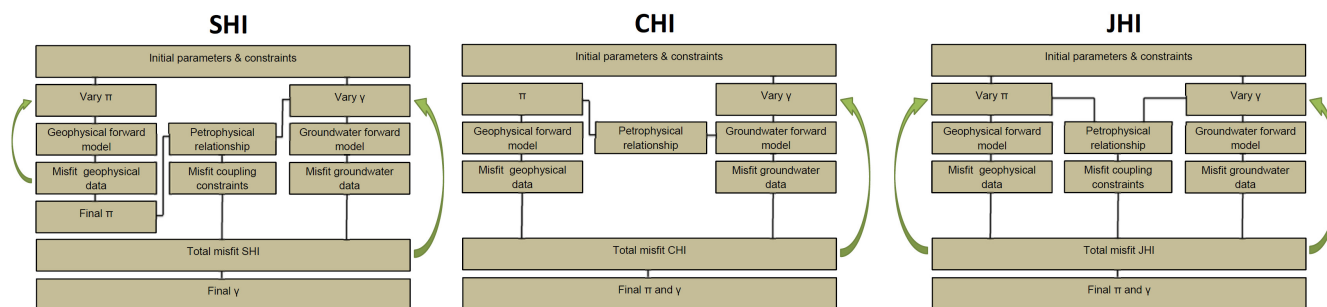 SHI
Initial parameters & constraints
Vary π
Vary γ
Geophysical forward
model
Petrophysical
relationship
Groundwater forward
model
Misfit geophysical
data
Misfit coupling
constraints
Misfit groundwater
data
Final π
Total misfit SHI
Final γ
CHI
Initial parameters & constraints
π
Vary γ
Geophysical forward
model
Petrophysical
relationship
Groundwater forward
model
Misfit geophysical
data
Misfit groundwater
data
Total misfit CHI
Final π and γ
JHI
Initial parameters & constraints
Vary π
Vary γ
Geophysical forward
model
Petrophysical
relationship
Groundwater forward
model
Misfit geophysical
data
Misfit coupling
constraints
Misfit groundwater
data
Total misfit JHI
Final π and γ